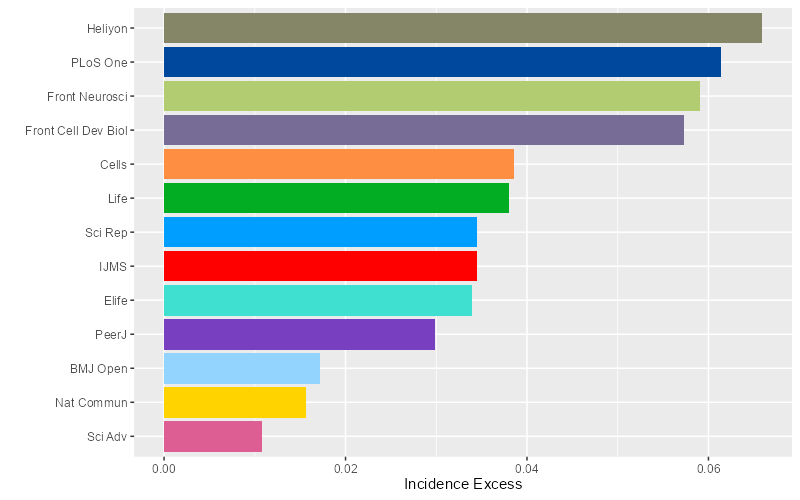 Heliyon
PLoS One
Front Neurosci
Front Cell Dev Biol
Cells
Life
Sci Rep
IJMS
Elife
PeerJ
BMJ Open
Nat Commun
Sci Adv
0.00 0.02 0.04 0.06
Incidence Excess